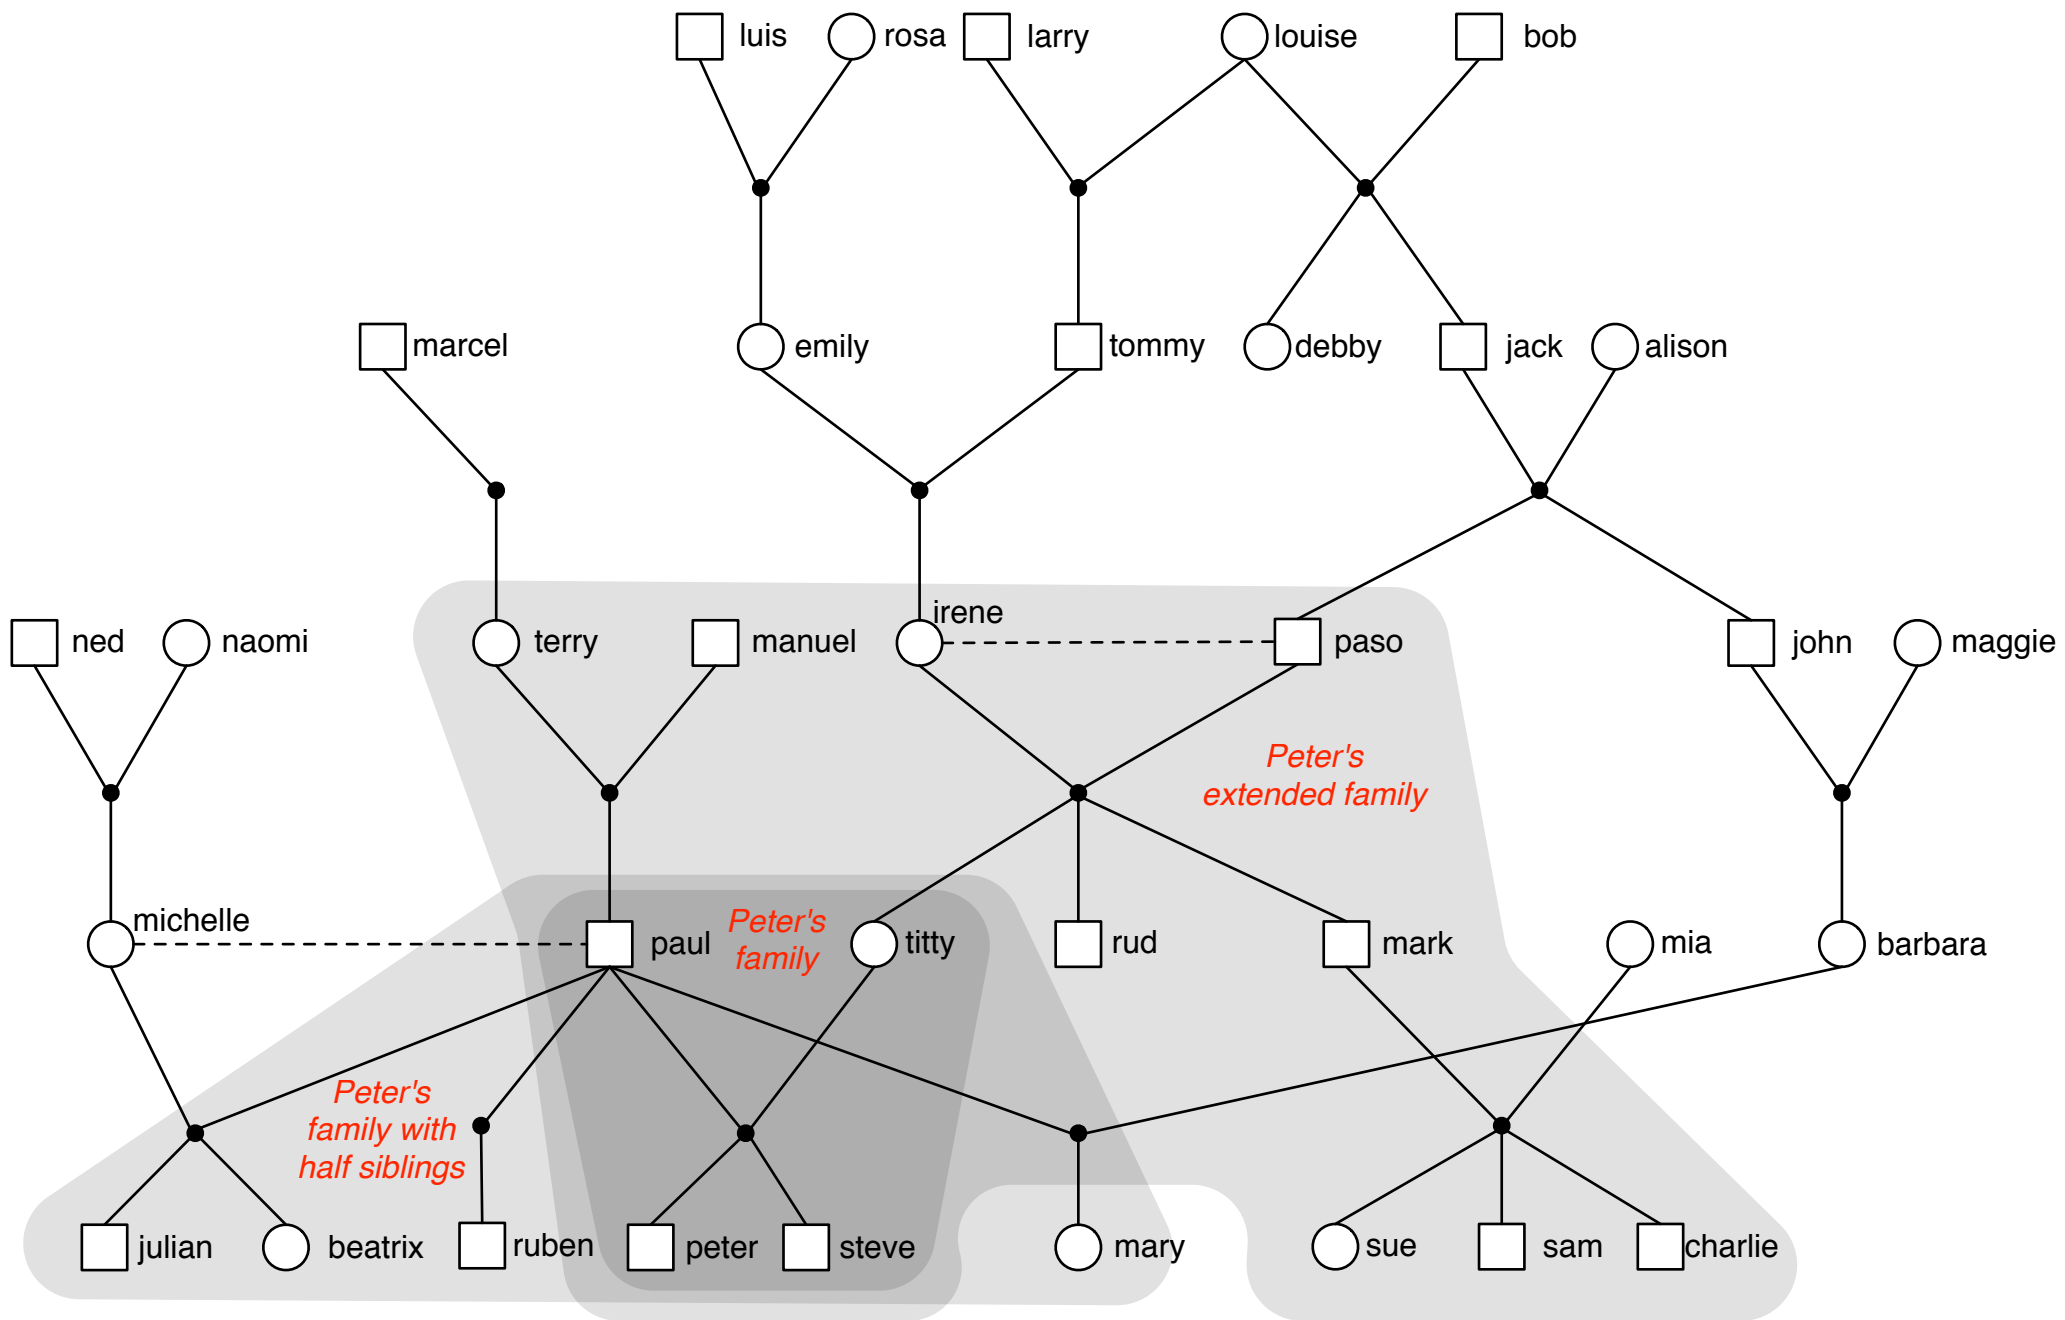 luis
rosa
larry
louise
bob
marcel
emily
tommy
debby
jack
alison
ned
naomi
terry
manuel
irene
paso
john
maggie
Peter's
extended family
michelle
paul
Peter's
family
titty
rud
mark
mia
barbara
Peter's
family with
half siblings
julian
beatrix
ruben
peter
steve
mary
sue
sam
charlie